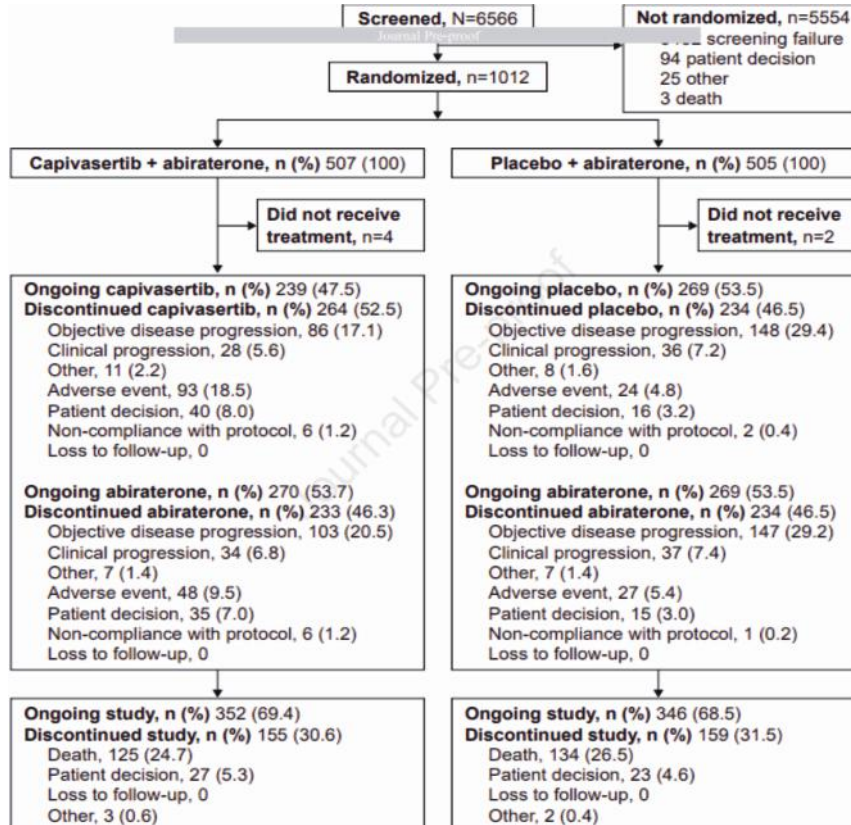 Screened, N=6566
Not randomized, n=5554
Journal Pre-proof
screening failure
94 patient decision
25 other
3 death
Randomized, n=1012
Capivasertib + abiraterone, n (%) 507 (100)
Placebo + abiraterone, n (%) 505 (100)
Did not receive
treatment, n=4
Did not receive
treatment, n=2
Ongoing capivasertib, n (%) 239 (47.5)
Discontinued capivasertib, n (%) 264 (52.5)
Objective disease progression, 86 (17.1)
Clinical progression, 28 (5.6)
Other, 11 (2.2)
Adverse event, 93 (18.5)
Patient decision, 40 (8.0)
Non-compliance with protocol, 6 (1.2)
Loss to follow-up, 0
Ongoing abiraterone, n (%) 270 (53.7)
Discontinued abiraterone, n (%) 233 (46.3)
Objective disease progression, 103 (20.5)
Clinical progression, 34 (6.8)
Other, 7 (1.4)
Adverse event, 48 (9.5)
Patient decision, 35 (7.0)
Non-compliance with protocol, 6 (1.2)
Loss to follow-up, 0
Ongoing placebo, n (%) 269 (53.5)
Discontinued placebo, n (%) 234 (46.5)
Objective disease progression, 148 (29.4)
Clinical progression, 36 (7.2)
Other, 8 (1.6)
Adverse event, 24 (4.8)
Patient decision, 16 (3.2)
Non-compliance with protocol, 2 (0.4)
Loss to follow-up, 0
Ongoing abiraterone, n (%) 269 (53.5)
Discontinued abiraterone, n (%) 234 (46.5)
Objective disease progression, 147 (29.2)
Clinical progression, 37 (7.4)
Other, 7 (1.4)
Adverse event, 27 (5.4)
Patient decision, 15 (3.0)
Non-compliance with protocol, 1 (0.2)
Loss to follow-up, 0
Journal Pre-proof
Ongoing study, n (%) 352 (69.4)
Discontinued study, n (%) 155 (30.6)
Death, 125 (24.7)
Patient decision, 27 (5.3)
Loss to follow-up, 0
Other, 3 (0.6)
Ongoing study, n (%) 346 (68.5)
Discontinued study, n (%) 159 (31.5)
Death, 134 (26.5)
Patient decision, 23 (4.6)
Loss to follow-up, 0
Other, 2 (0.4)